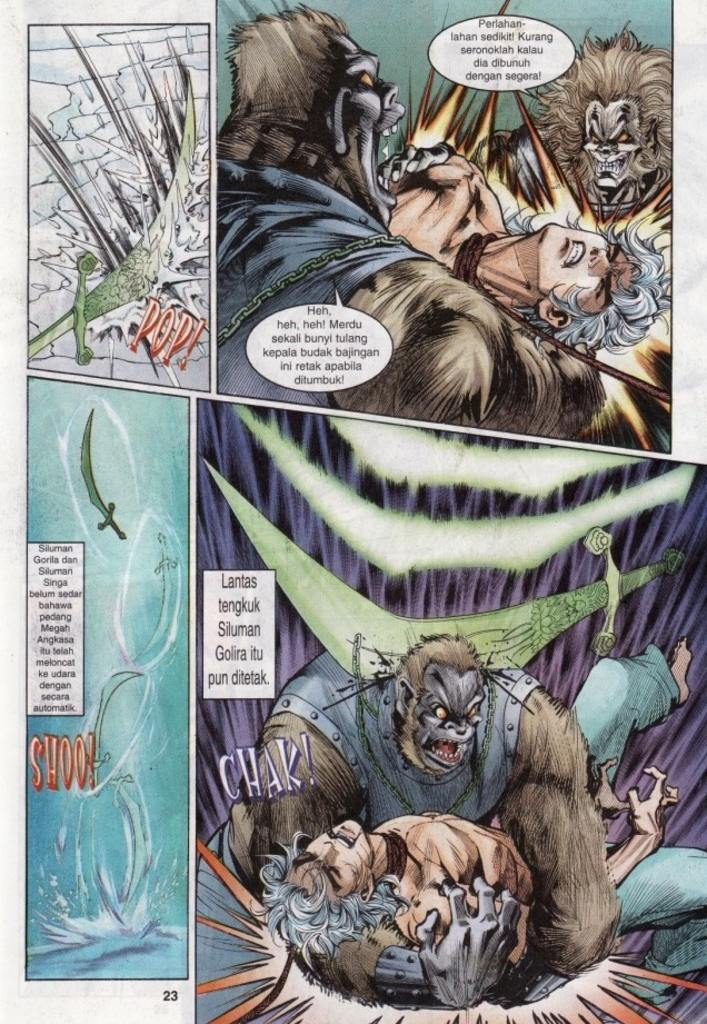 POP!
Perlahan-
lahan sedikit! Kurang
seronoklah kalau
dia dibunuh
dengan segera!
Heh,
heh, heh! Merdu
sekali bunyi tulang
kepala budak bajingan
ini retak apabila
ditumbuk!
Siluman
Gorila dan
Siluman
Singa
belum sedar
bahawa
pedang
Megah
Angkasa
itu telah
meloncat
ke udara
dengan
secara
automatik.
SHOO!
Lantas
tengkuk
Siluman
Golira itu
pun ditetak.
CHAK!
23